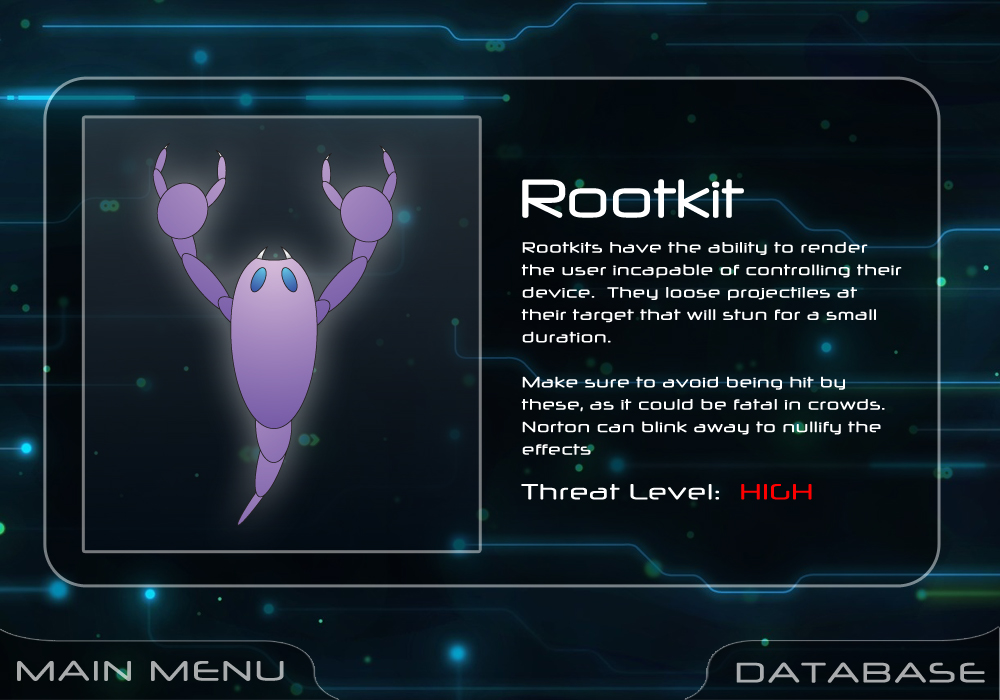 Rootkit
Rootkits have the ability to render
the user incapable of controlling their
device.  They loose projectiles at
their target that will stun for a small
duration.
Make sure to avoid being hit by
these, as it could be fatal in crowds.
Norton can blink away to nullify the
effects
Threat Level:  HIGH
MAIN MENU
DATABASE